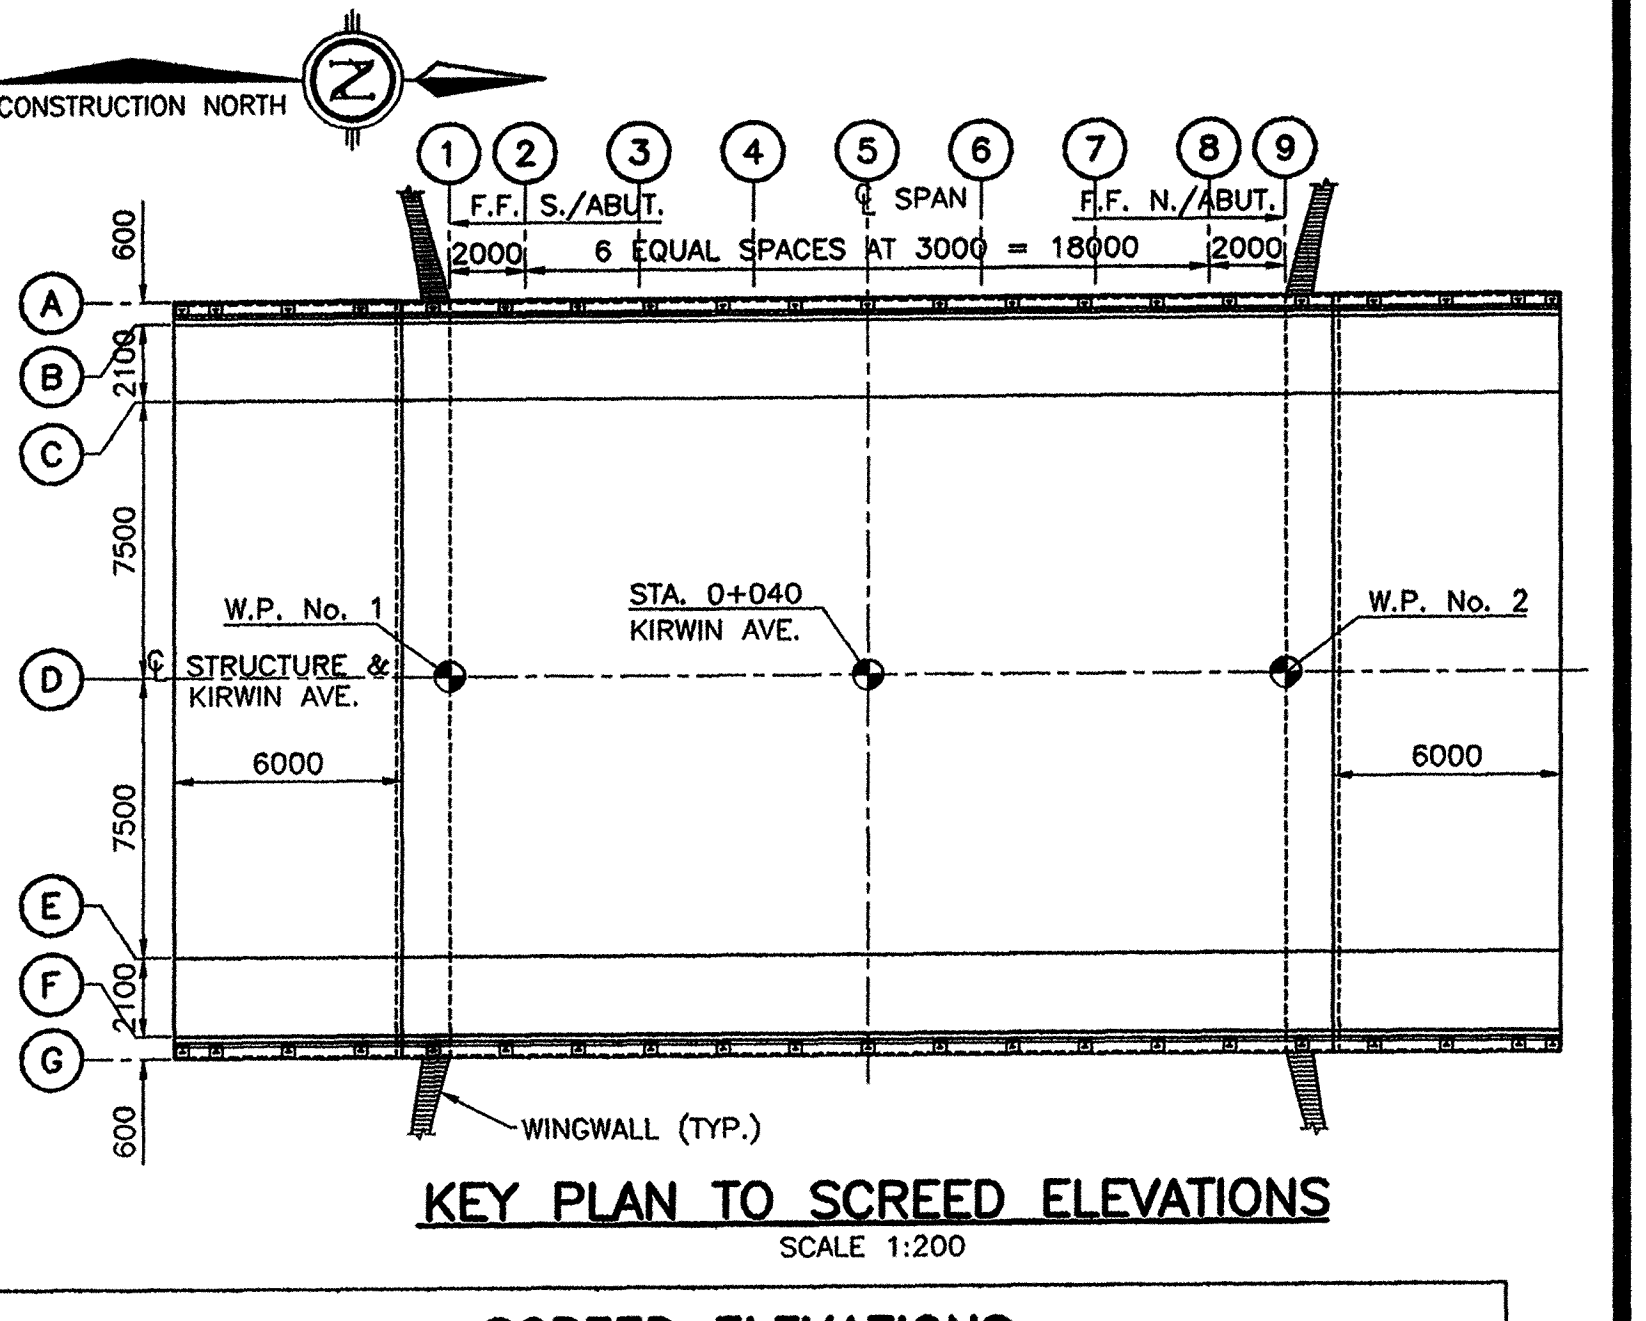 N
CONSTRUCTION NORTH
1 2 3 4 5 6 7 8 9
F.F. S./ABUT.
℄ SPAN
F.F. N./ABUT.
2000
6 EQUAL SPACES AT 3000 = 18000
2000
600
A
2100
B
C
7500
W.P. No. 1
STA. 0+040
KIRWIN AVE.
W.P. No. 2
D
℄ STRUCTURE &
KIRWIN AVE.
6000
6000
7500
E
F
2100
G
600
WINGWALL (TYP.)
KEY PLAN TO SCREED ELEVATIONS
SCALE 1:200
SCREED ELEVATIONS